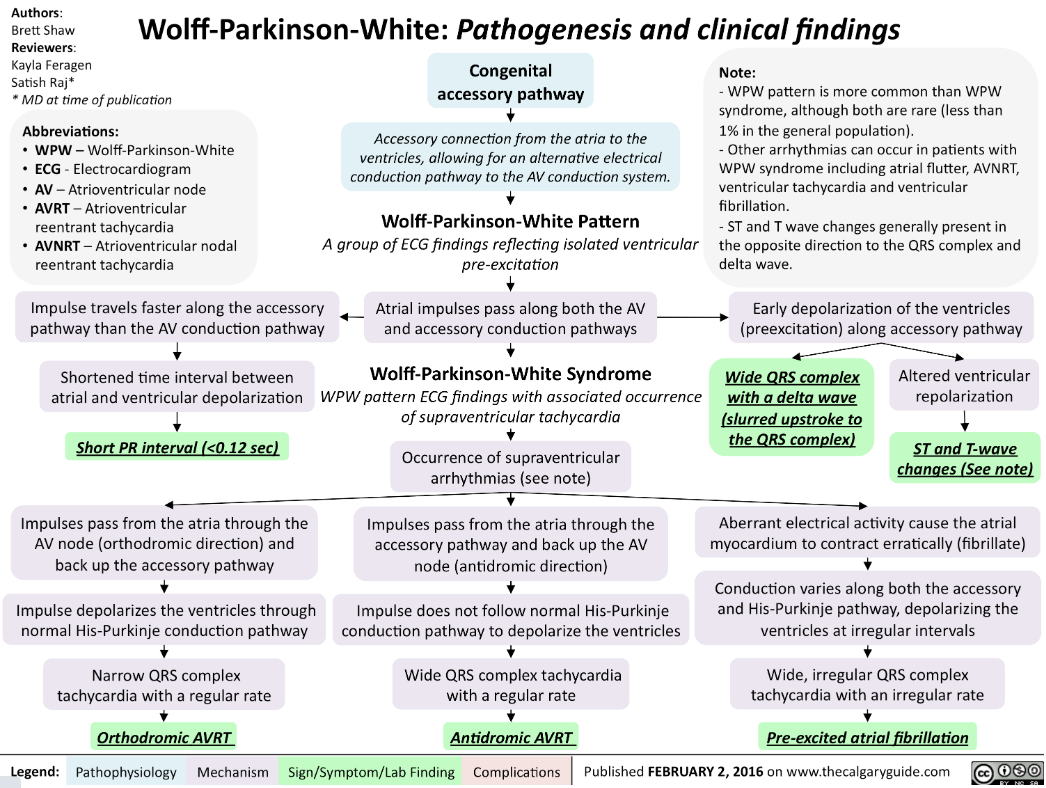 Authors:
Brett Shaw
Reviewers:
Kayla Feragen
Satish Raj*
* MD at time of publication
Wolff-Parkinson-White: Pathogenesis and clinical findings
Abbreviations:
• WPW – Wolff-Parkinson-White
• ECG - Electrocardiogram
• AV – Atrioventricular node
• AVRT – Atrioventricular
reentrant tachycardia
• AVNRT – Atrioventricular nodal
reentrant tachycardia
Congenital
accessory pathway
Accessory connection from the atria to the
ventricles, allowing for an alternative electrical
conduction pathway to the AV conduction system.
Note:
- WPW pattern is more common than WPW
syndrome, although both are rare (less than
1% in the general population).
- Other arrhythmias can occur in patients with
WPW syndrome including atrial flutter, AVNRT,
ventricular tachycardia and ventricular
fibrillation.
- ST and T wave changes generally present in
the opposite direction to the QRS complex and
delta wave.
Wolff-Parkinson-White Pattern
A group of ECG findings reflecting isolated ventricular
pre-excitation
Impulse travels faster along the accessory
pathway than the AV conduction pathway
Atrial impulses pass along both the AV
and accessory conduction pathways
Early depolarization of the ventricles
(preexcitation) along accessory pathway
Shortened time interval between
atrial and ventricular depolarization
Short PR interval (<0.12 sec)
Wolff-Parkinson-White Syndrome
WPW pattern ECG findings with associated occurrence
of supraventricular tachycardia
Wide QRS complex
with a delta wave
(slurred upstroke to
the QRS complex)
Altered ventricular
repolarization
ST and T-wave
changes (See note)
Occurrence of supraventricular
arrhythmias (see note)
Impulses pass from the atria through the
AV node (orthodromic direction) and
back up the accessory pathway
Impulse depolarizes the ventricles through
normal His-Purkinje conduction pathway
Narrow QRS complex
tachycardia with a regular rate
Orthodromic AVRT
Impulses pass from the atria through the
accessory pathway and back up the AV
node (antidromic direction)
Impulse does not follow normal His-Purkinje
conduction pathway to depolarize the ventricles
Wide QRS complex tachycardia
with a regular rate
Antidromic AVRT
Aberrant electrical activity cause the atrial
myocardium to contract erratically (fibrillate)
Conduction varies along both the accessory
and His-Purkinje pathway, depolarizing the
ventricles at irregular intervals
Wide, irregular QRS complex
tachycardia with an irregular rate
Pre-excited atrial fibrillation
Legend: Pathophysiology Mechanism Sign/Symptom/Lab Finding Complications Published FEBRUARY 2, 2016 on www.thecalgaryguide.com
cc BY NC SA